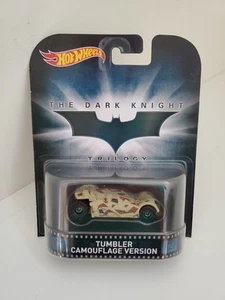 Hot Wheels
THE DARK KNIGHT
TRILOGY
TUMBLER
CAMOUFLAGE VERSION